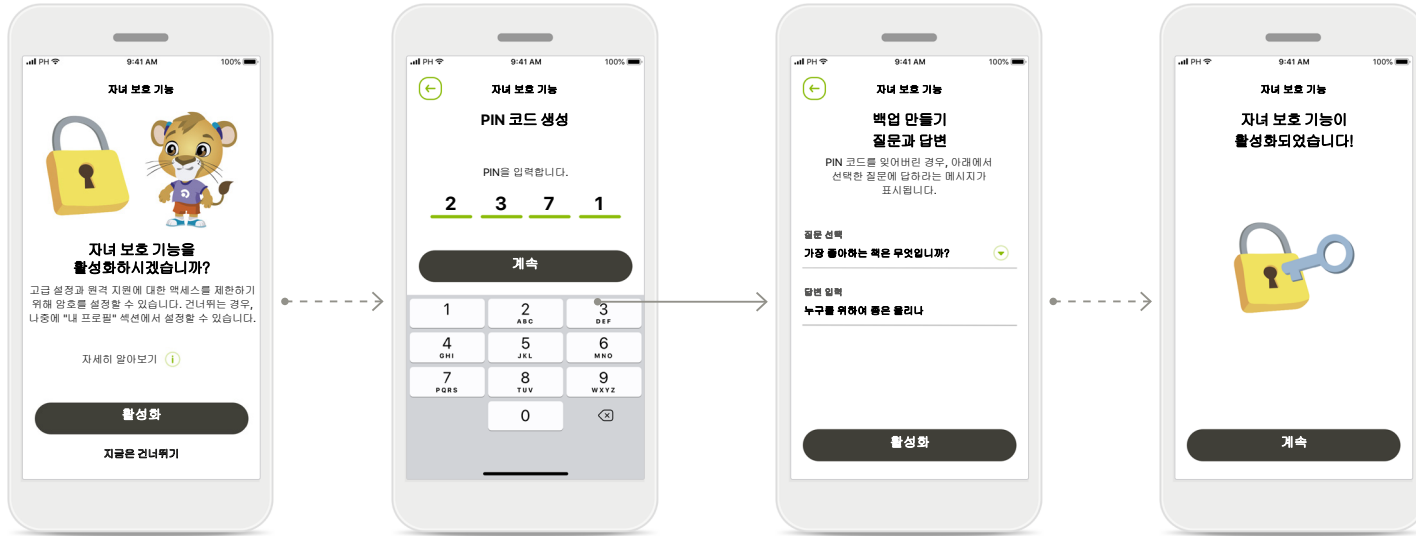 PH 9:41 AM 100%
자녀 보호 기능
자녀 보호 기능을
활성화하시겠습니까?
고급 설정과 원격 지원에 대한 액세스를 제한하기
위해 암호를 설정할 수 있습니다. 건너뛰는 경우,
나중에 "내 프로필" 섹션에서 설정할 수 있습니다.
자세히 알아보기 i
활성화
지금은 건너뛰기
PH 9:41 AM 100%
자녀 보호 기능
PIN 코드 생성
PIN을 입력합니다.
2 3 7 1
계속
1 2 3
ABC DEF
4 5 6
GHI JKL MNO
7 8 9
PQRS TUV WXYZ
0
PH 9:41 AM 100%
자녀 보호 기능
백업 만들기
질문과 답변
PIN 코드를 잊어버린 경우, 아래에서
선택한 질문에 답하라는 메시지가
표시됩니다.
질문 선택
가장 좋아하는 책은 무엇입니까?
답변 입력
누구를 위하여 종은 울리나
활성화
PH 9:41 AM 100%
자녀 보호 기능
자녀 보호 기능이
활성화되었습니다!
계속